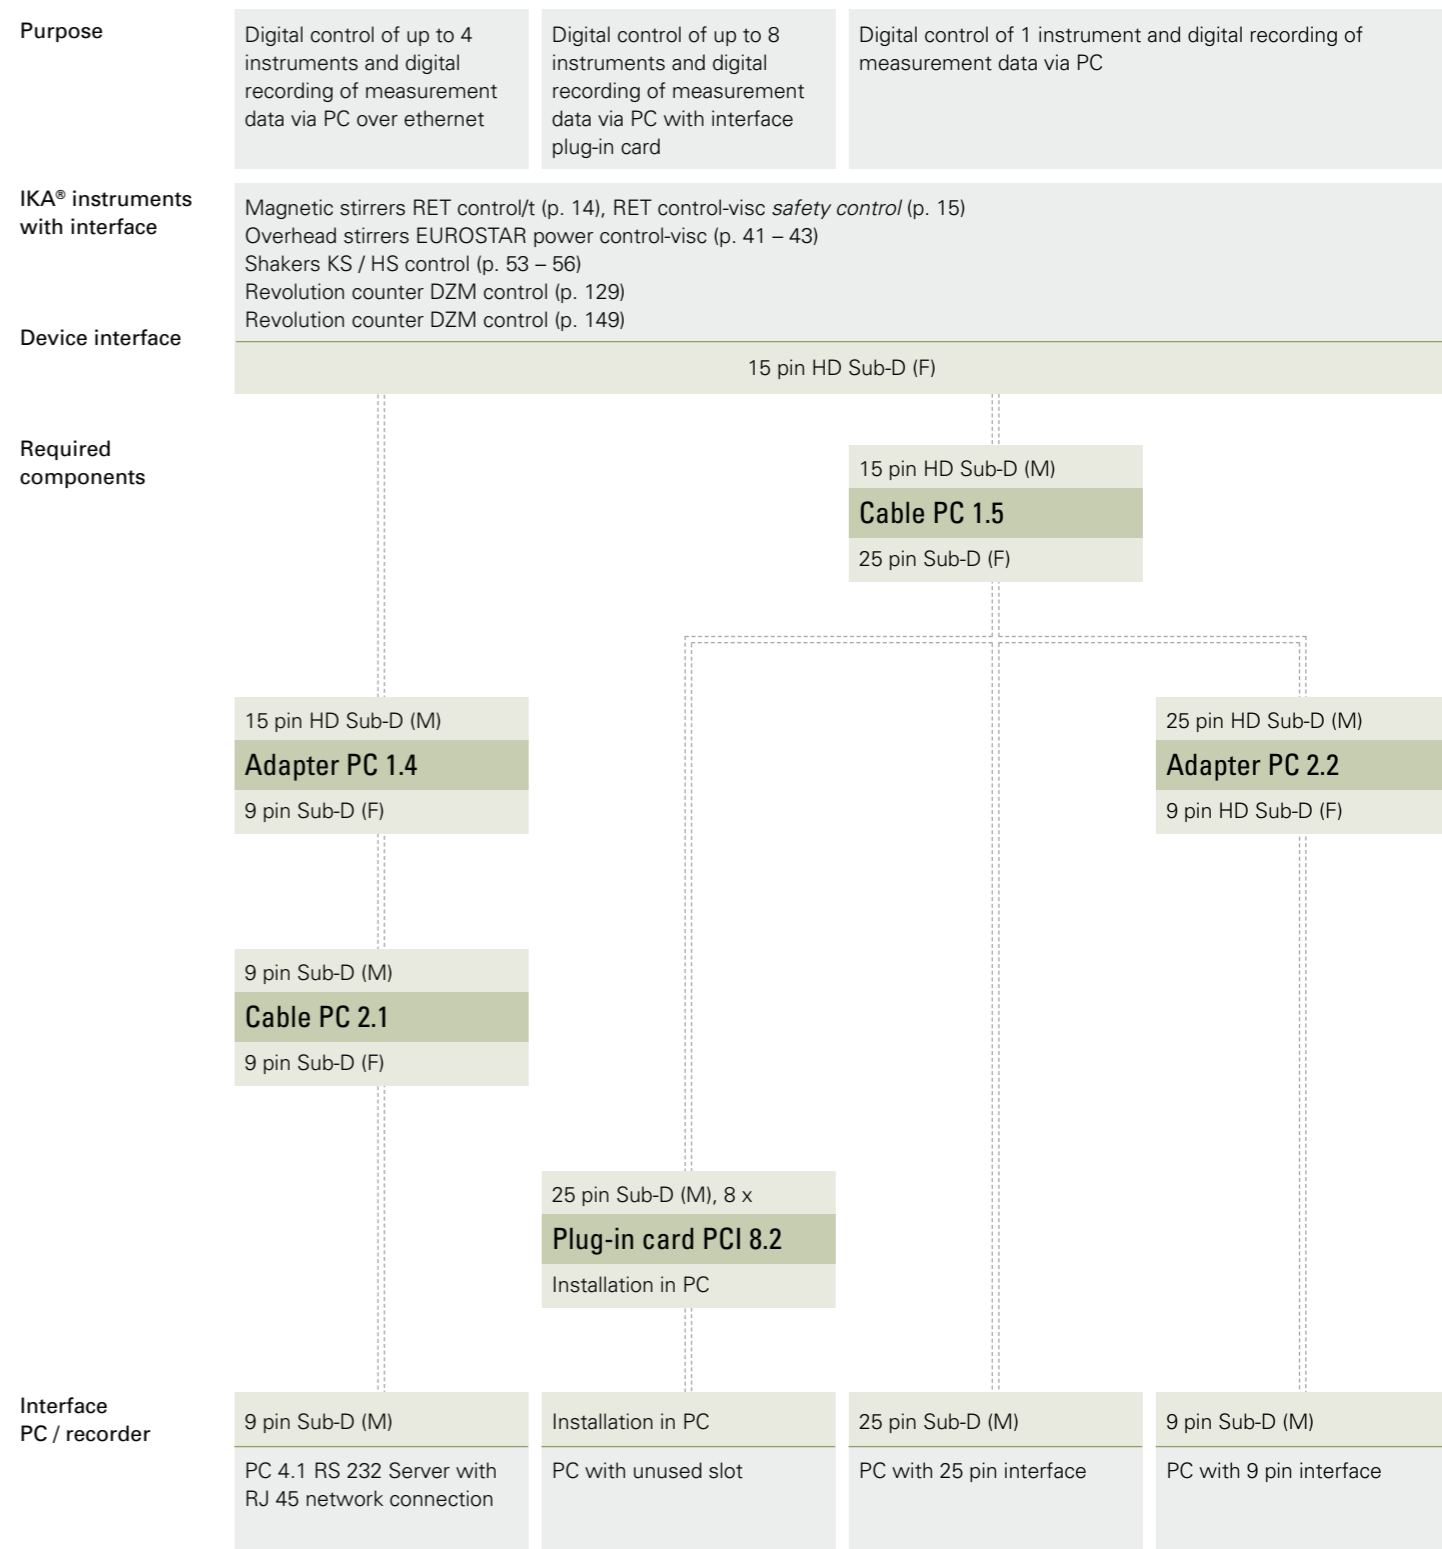 Purpose
Digital control of up to 4
instruments and digital
recording of measurement
data via PC over ethernet
Digital control of up to 8
instruments and digital
recording of measurement
data via PC with interface
plug-in card
Digital control of 1 instrument and digital recording of
measurement data via PC
IKA® instruments
with interface
Magnetic stirrers RET control/t (p. 14), RET control-visc safety control (p. 15)
Overhead stirrers EUROSTAR power control-visc (p. 41 – 43)
Shakers KS / HS control (p. 53 – 56)
Revolution counter DZM control (p. 129)
Revolution counter DZM control (p. 149)
Device interface
15 pin HD Sub-D (F)
Required
components
15 pin HD Sub-D (M)
Cable PC 1.5
25 pin Sub-D (F)
15 pin HD Sub-D (M)
Adapter PC 1.4
9 pin Sub-D (F)
25 pin HD Sub-D (M)
Adapter PC 2.2
9 pin HD Sub-D (F)
9 pin Sub-D (M)
Cable PC 2.1
9 pin Sub-D (F)
25 pin Sub-D (M), 8 x
Plug-in card PCI 8.2
Installation in PC
Interface
PC / recorder
9 pin Sub-D (M)
Installation in PC
25 pin Sub-D (M)
9 pin Sub-D (M)
PC 4.1 RS 232 Server with
RJ 45 network connection
PC with unused slot
PC with 25 pin interface
PC with 9 pin interface